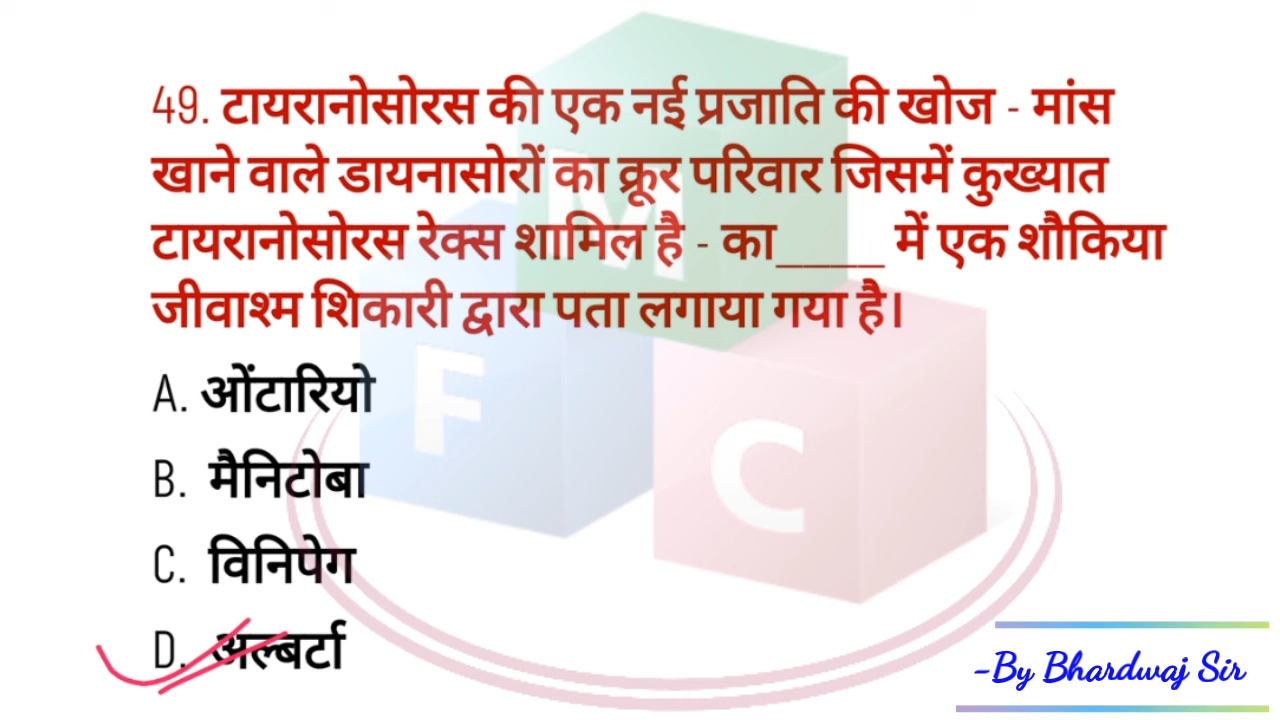 49. टायरानोसोरस की एक नई प्रजाति की खोज - मांस
खाने वाले डायनासोरों का क्रूर परिवार जिसमें कुख्यात
टायरानोसोरस रेक्स शामिल है - का____ में एक शौकिया
जीवाश्म शिकारी द्वारा पता लगाया गया है।
A. ओंटारियो
B. मैनिटोबा
C. विनिपेग
D. अल्बर्टा
M
F
C
-By Bhardwaj Sir